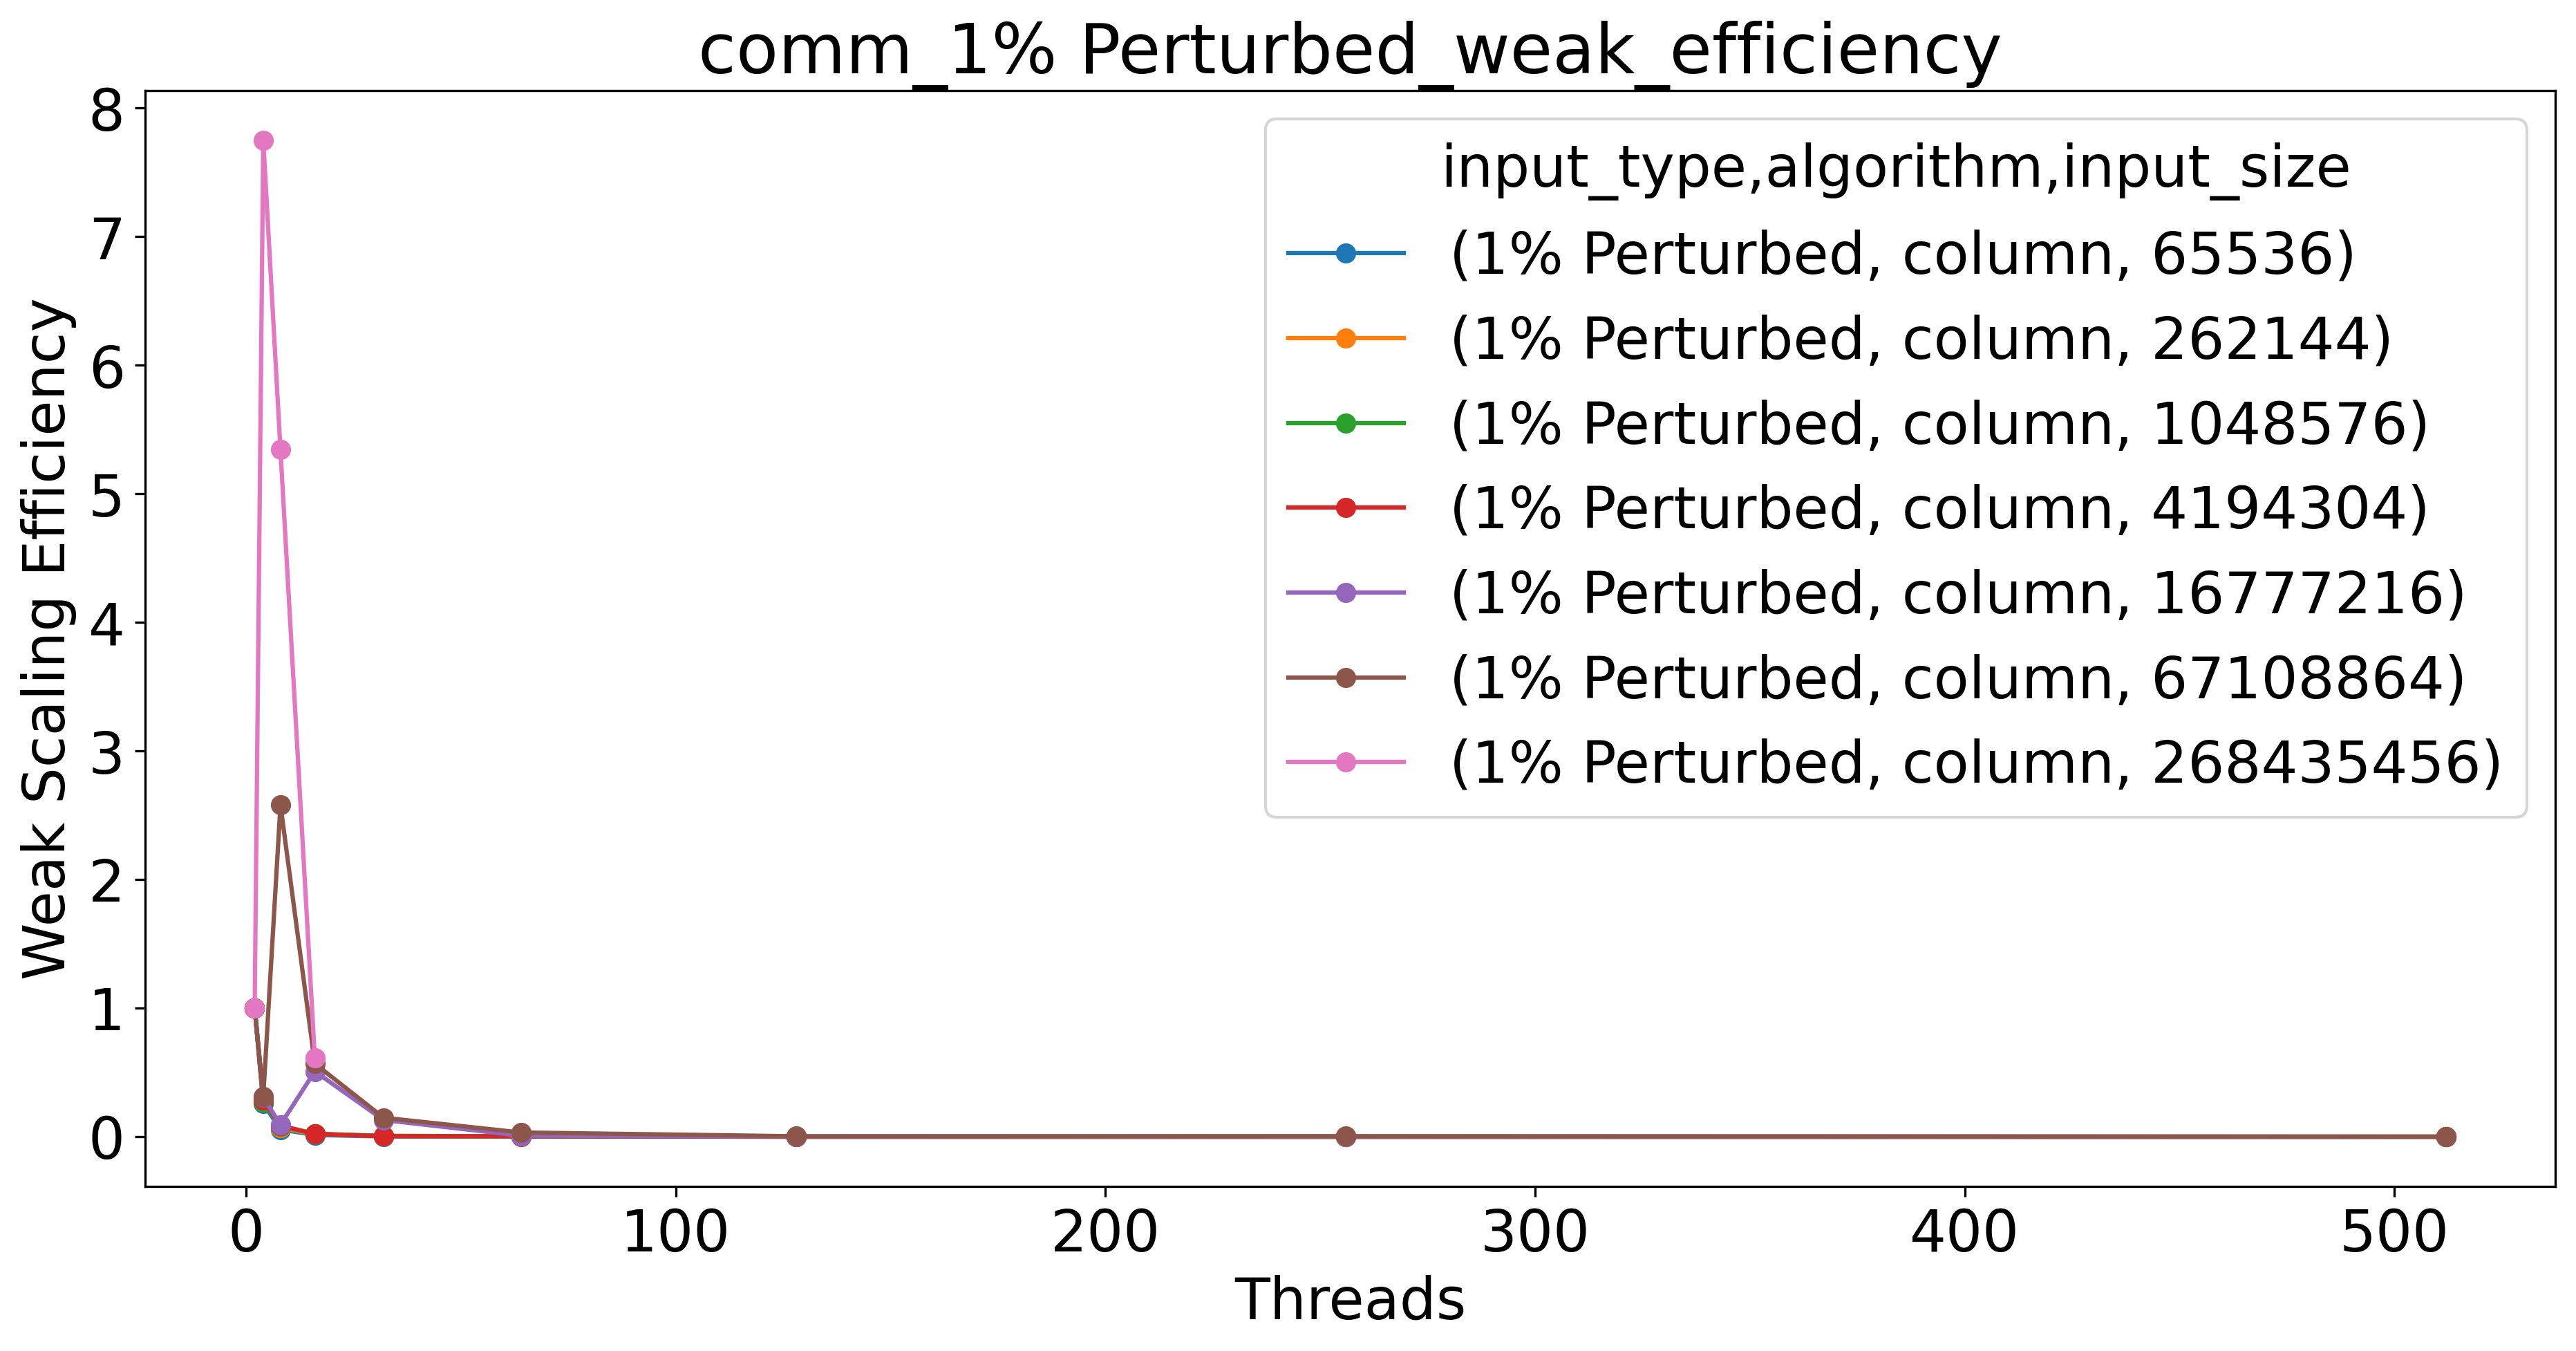 comm_1% Perturbed_weak_efficiency
Weak Scaling Efficiency
8
7
6
5
4
3
2
1
0
input_type,algorithm,input_size
(1% Perturbed, column, 65536)
(1% Perturbed, column, 262144)
(1% Perturbed, column, 1048576)
(1% Perturbed, column, 4194304)
(1% Perturbed, column, 16777216)
(1% Perturbed, column, 67108864)
(1% Perturbed, column, 268435456)
0 100 200 300 400 500
Threads